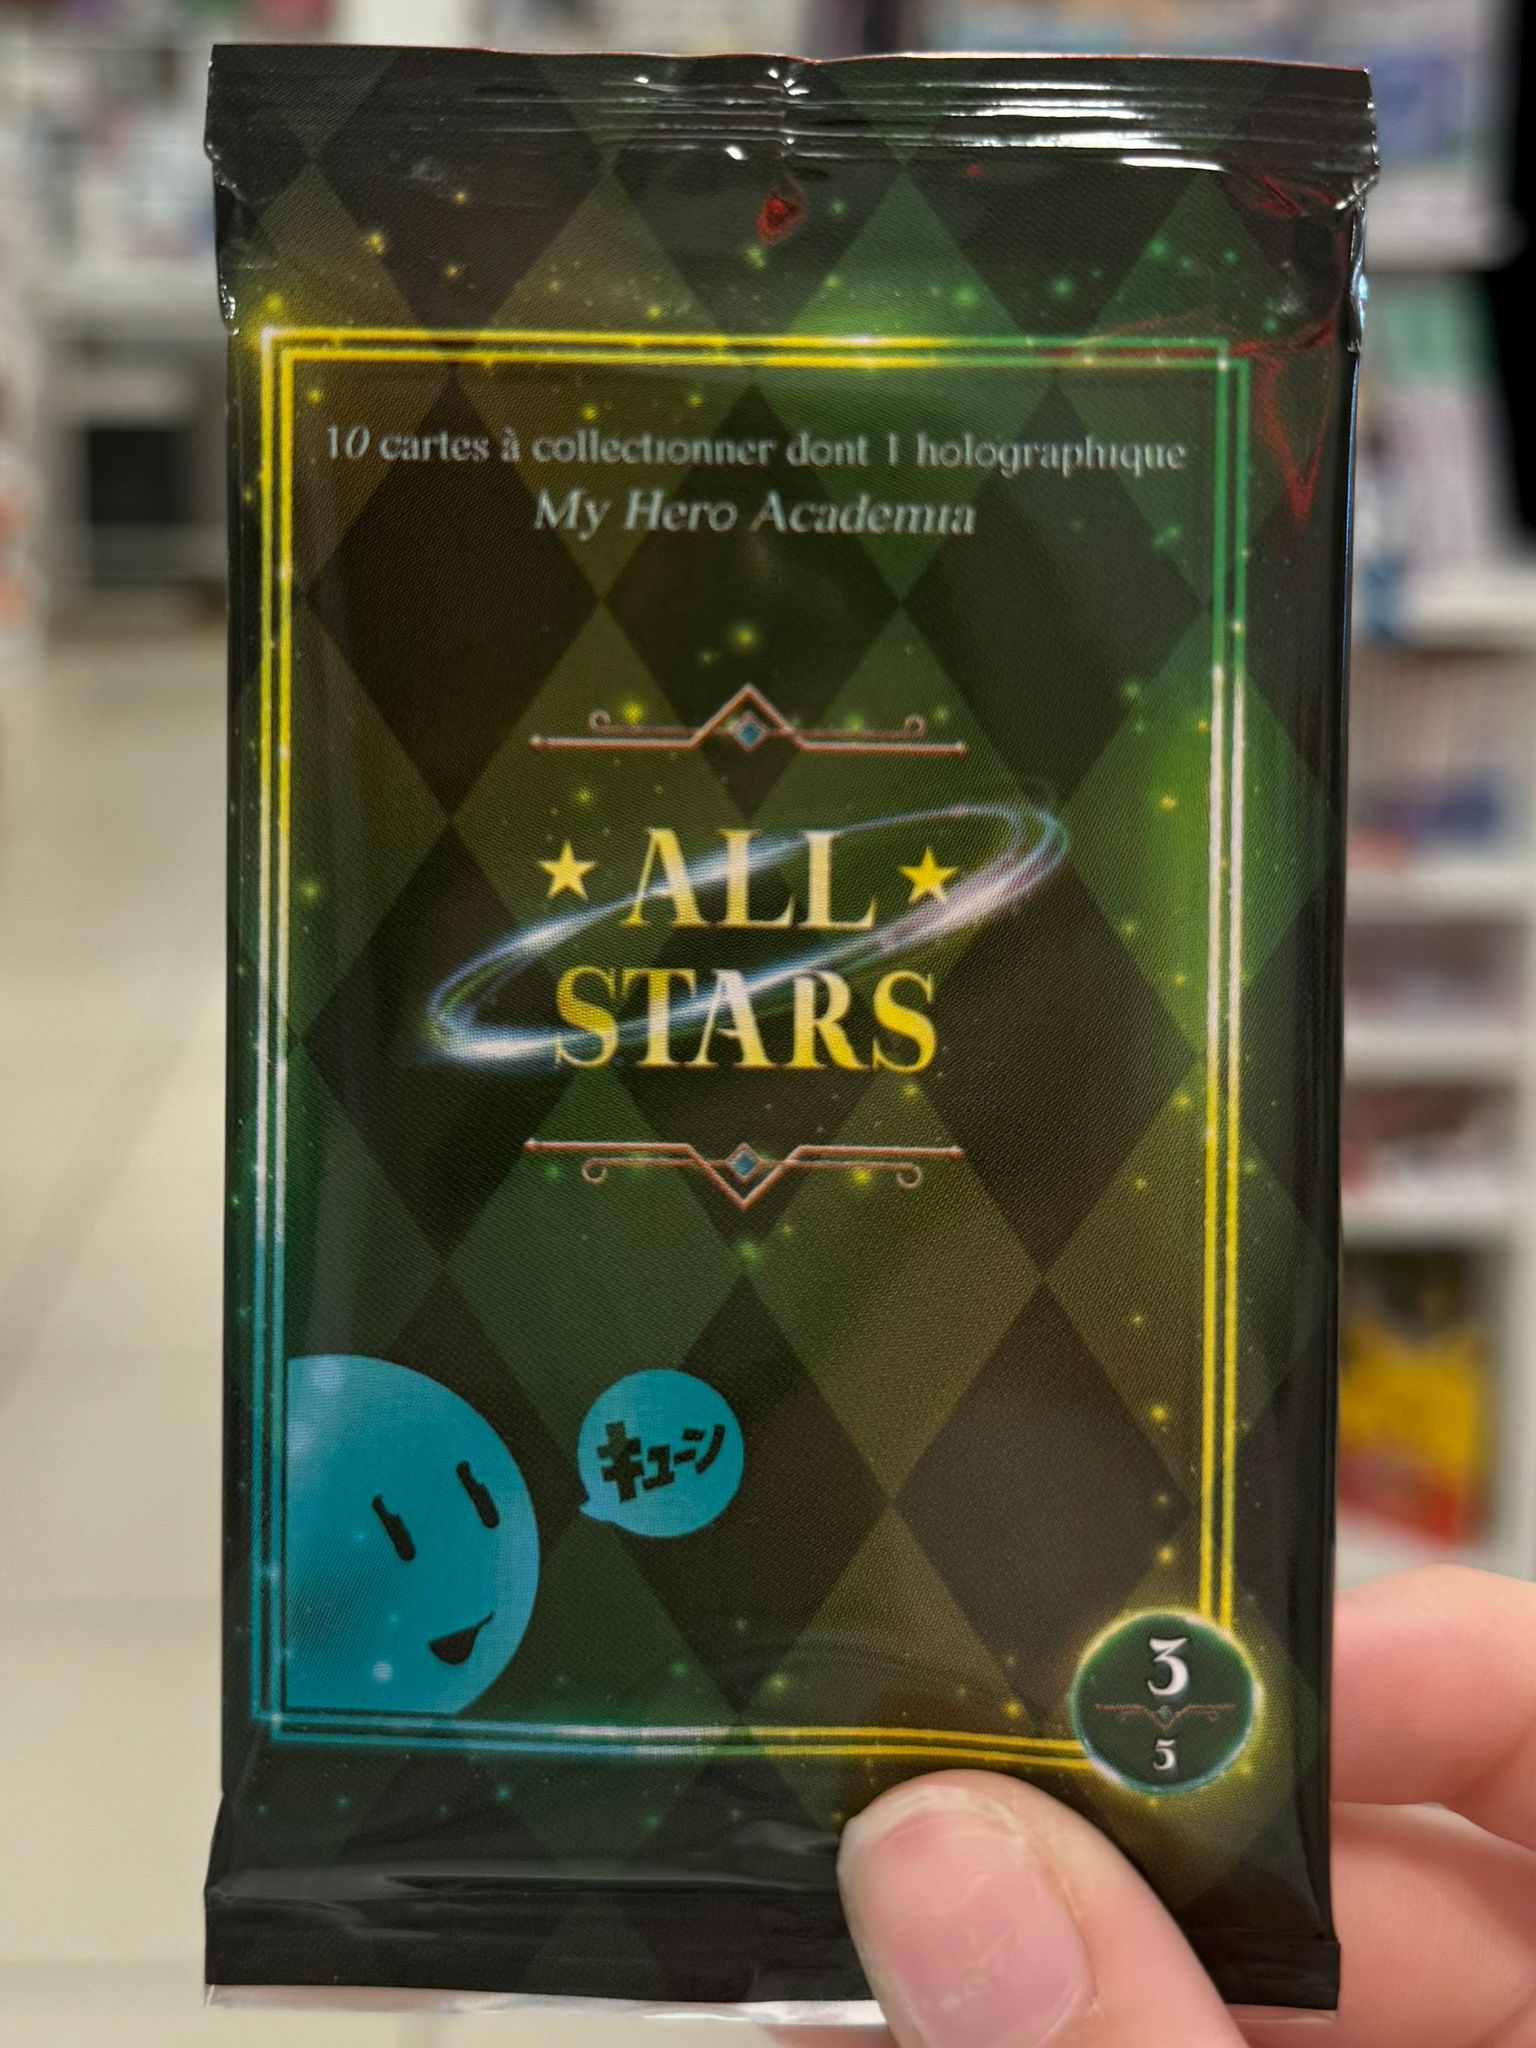 10 cartes à collectionner dont 1 holographique
My Hero Academia
★ ALL ★
STARS
キューン
3
5